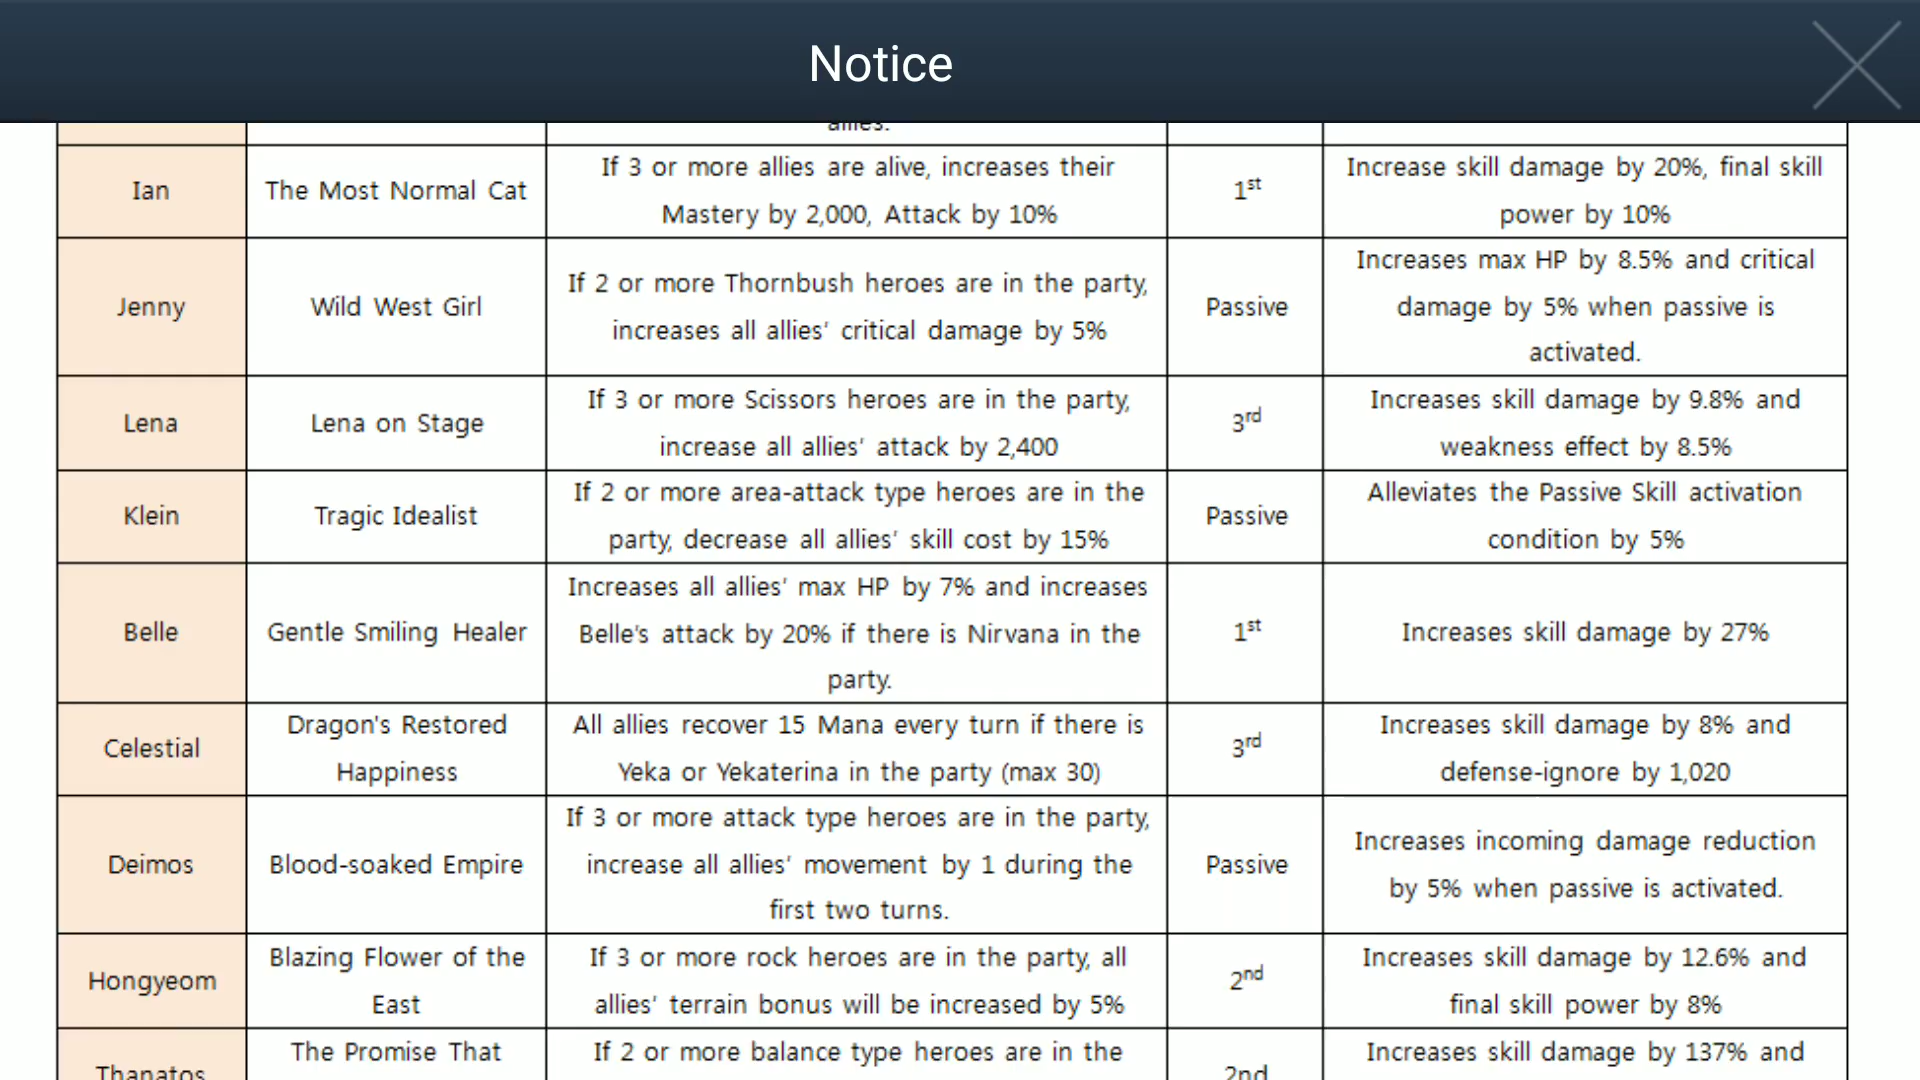 Notice
allies.
Ian
The Most Normal Cat
If 3 or more allies are alive, increases their
Mastery by 2,000, Attack by 10%
1st
Increase skill damage by 20%, final skill
power by 10%
Jenny
Wild West Girl
If 2 or more Thornbush heroes are in the party,
increases all allies' critical damage by 5%
Passive
Increases max HP by 8.5% and critical
damage by 5% when passive is
activated.
Lena
Lena on Stage
If 3 or more Scissors heroes are in the party,
increase all allies' attack by 2,400
3rd
Increases skill damage by 9.8% and
weakness effect by 8.5%
Klein
Tragic Idealist
If 2 or more area-attack type heroes are in the
party, decrease all allies' skill cost by 15%
Passive
Alleviates the Passive Skill activation
condition by 5%
Belle
Gentle Smiling Healer
Increases all allies' max HP by 7% and increases
Belle's attack by 20% if there is Nirvana in the
party.
1st
Increases skill damage by 27%
Celestial
Dragon's Restored
Happiness
All allies recover 15 Mana every turn if there is
Yeka or Yekaterina in the party (max 30)
3rd
Increases skill damage by 8% and
defense-ignore by 1,020
Deimos
Blood-soaked Empire
If 3 or more attack type heroes are in the party,
increase all allies' movement by 1 during the
first two turns.
Passive
Increases incoming damage reduction
by 5% when passive is activated.
Hongyeom
Blazing Flower of the
East
If 3 or more rock heroes are in the party, all
allies' terrain bonus will be increased by 5%
2nd
Increases skill damage by 12.6% and
final skill power by 8%
Thanatos
The Promise That
If 2 or more balance type heroes are in the
2nd
Increases skill damage by 137% and